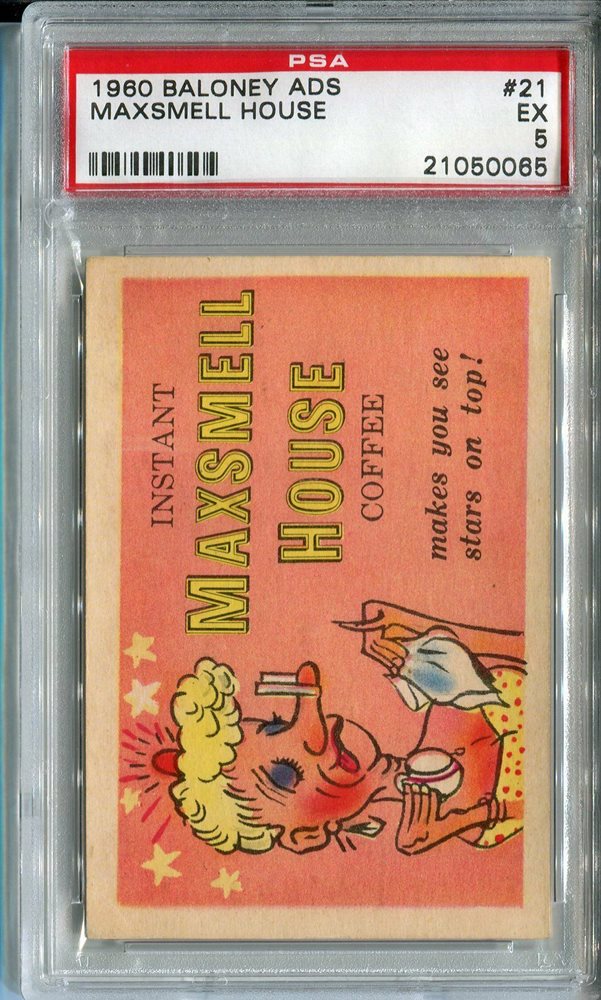 PSA
1960 BALONEY ADS #21
MAXSMELL HOUSE EX
5
21050065
INSTANT
MAXSMELL
HOUSE
COFFEE
makes you see
stars on top!